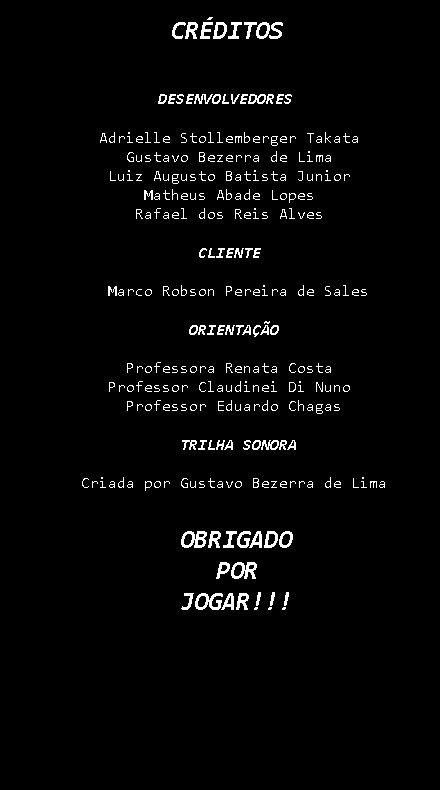 CRÉDITOS
DESENVOLVEDORES
Adrielle Stollemberger Takata
Gustavo Bezerra de Lima
Luiz Augusto Batista Junior
Matheus Abade Lopes
Rafael dos Reis Alves
CLIENTE
Marco Robson Pereira de Sales
ORIENTAÇÃO
Professora Renata Costa
Professor Claudinei Di Nuno
Professor Eduardo Chagas
TRILHA SONORA
Criada por Gustavo Bezerra de Lima
OBRIGADO
POR
JOGAR!!!